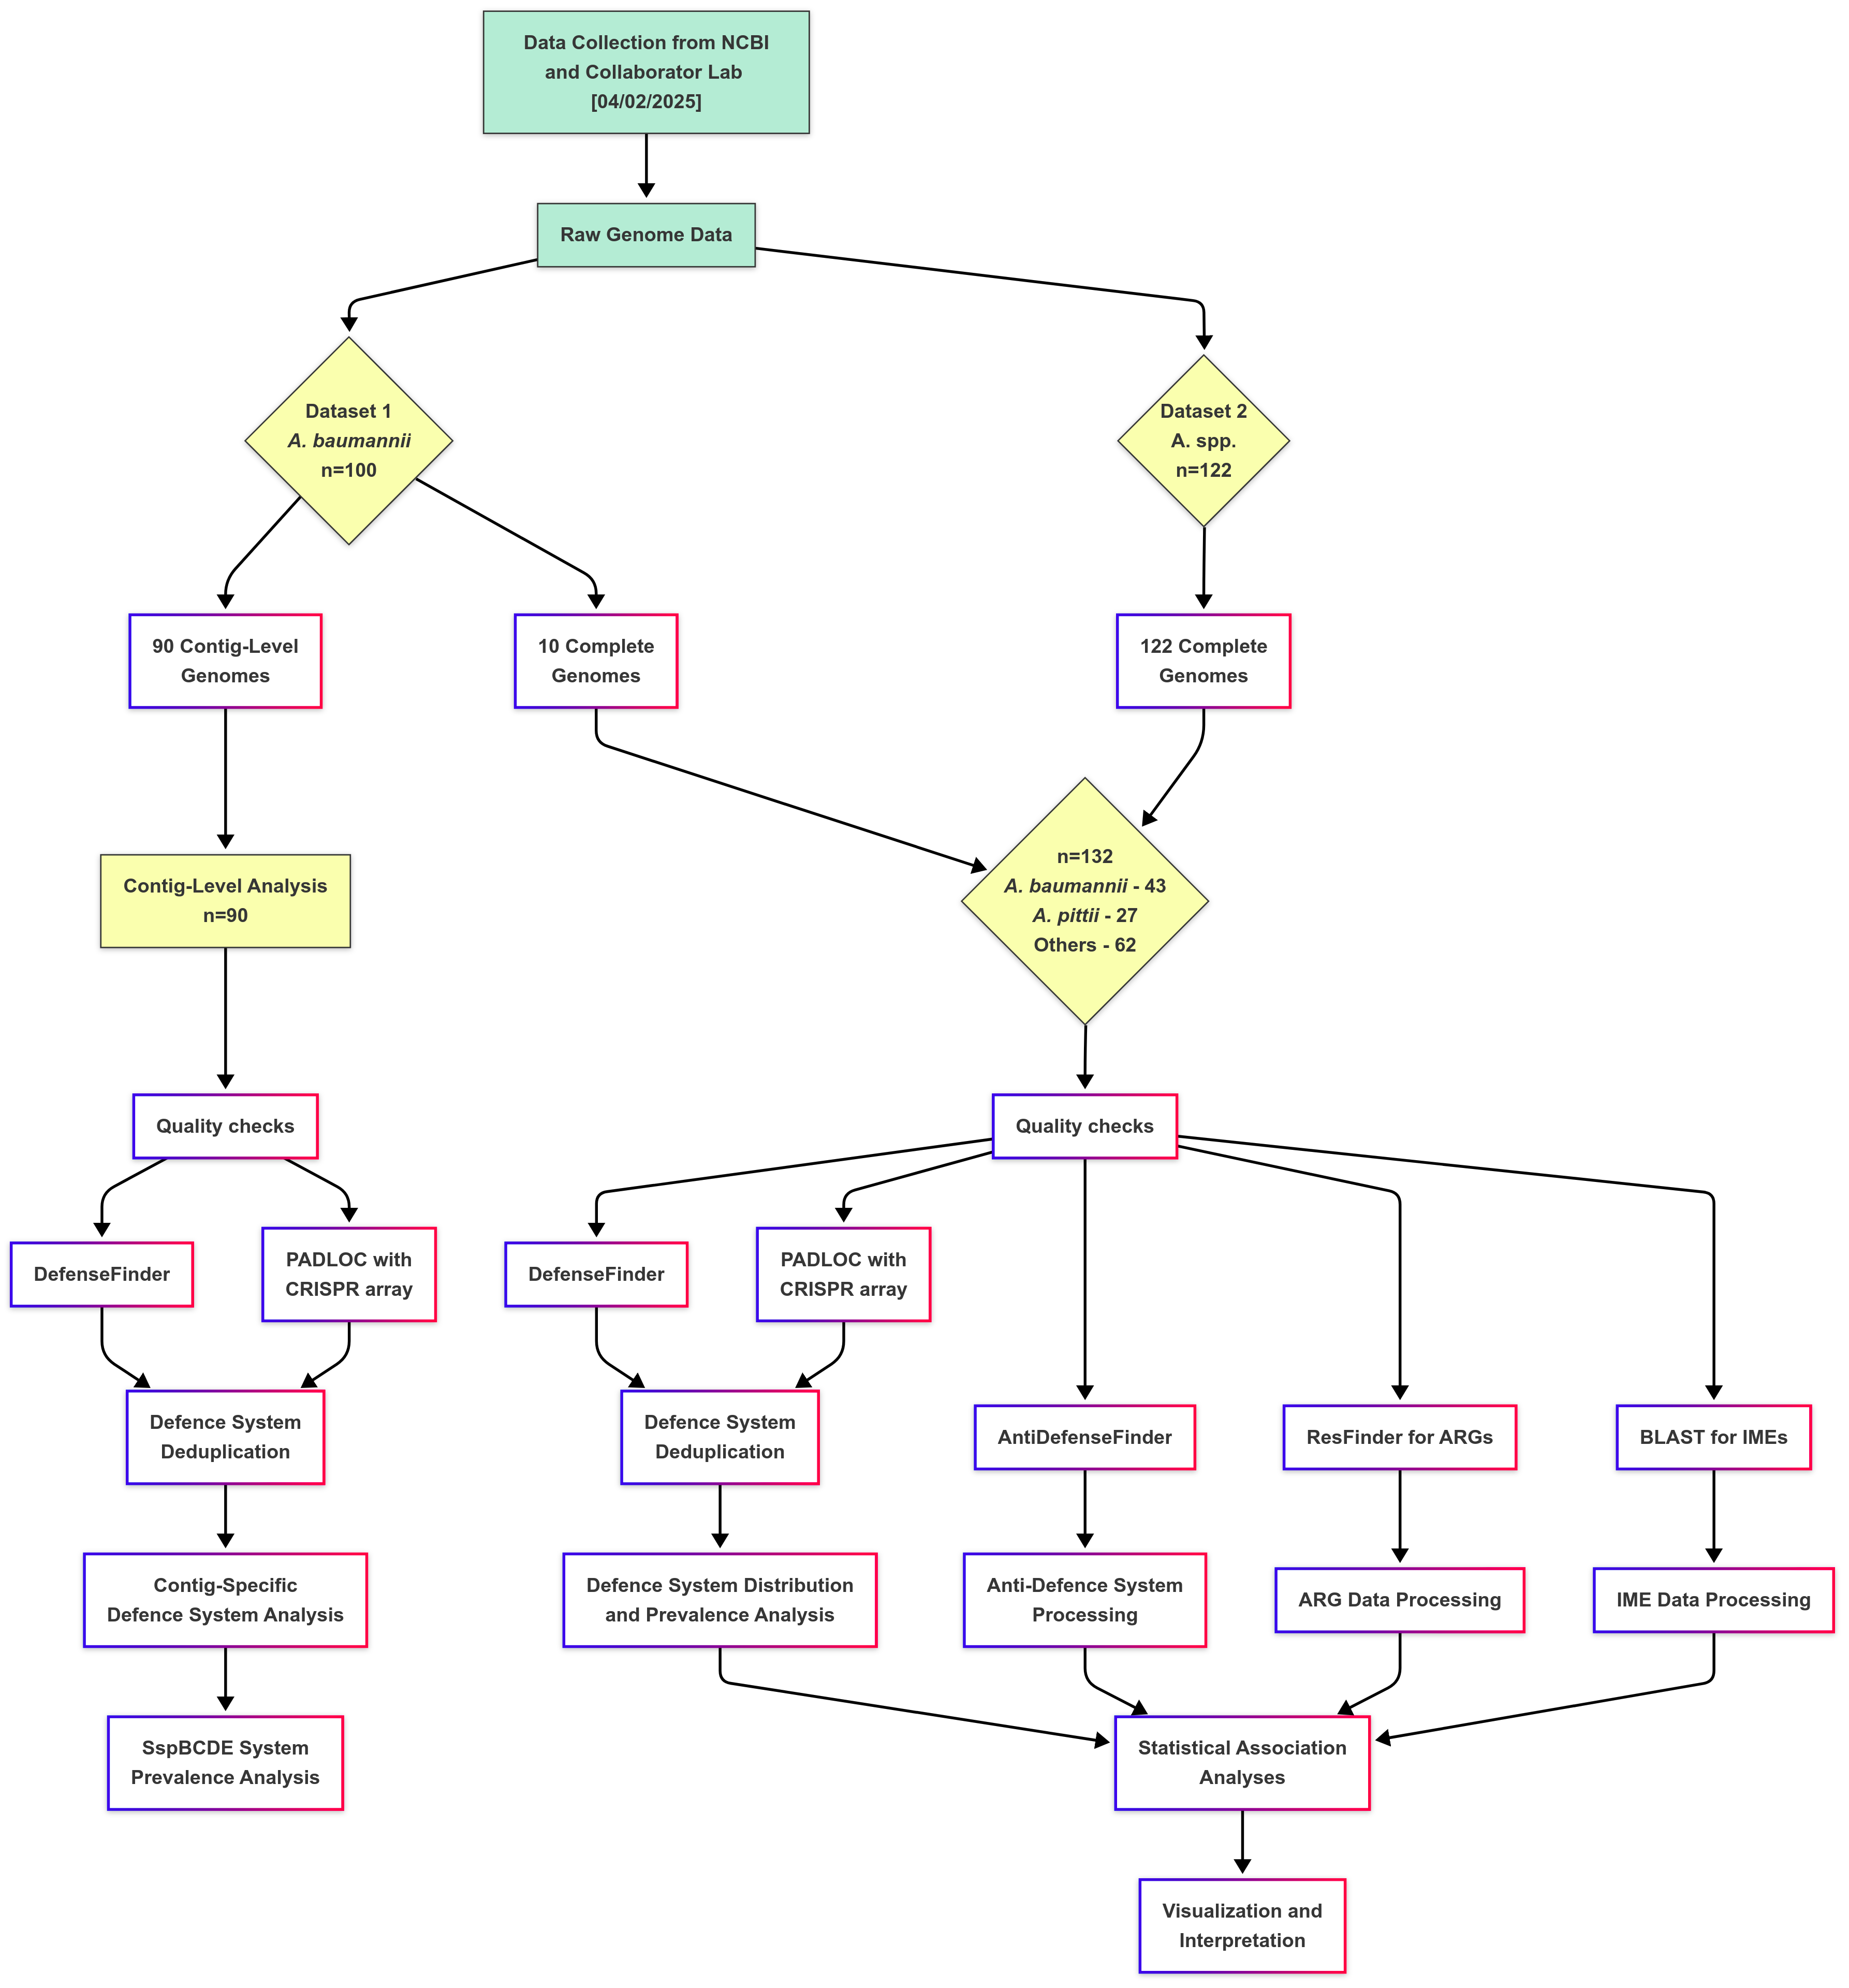 Data Collection from NCBI
and Collaborator Lab
[04/02/2025]
Raw Genome Data
Dataset 1
A. baumannii
n=100
Dataset 2
A. spp.
n=122
90 Contig-Level
Genomes
10 Complete
Genomes
122 Complete
Genomes
Contig-Level Analysis
n=90
n=132
A. baumannii - 43
A. pittii - 27
Others - 62
Quality checks
Quality checks
DefenseFinder
PADLOC with
CRISPR array
DefenseFinder
PADLOC with
CRISPR array
Defence System
Deduplication
Defence System
Deduplication
AntiDefenseFinder
ResFinder for ARGs
BLAST for IMEs
Contig-Specific
Defence System Analysis
Defence System Distribution
and Prevalence Analysis
Anti-Defence System
Processing
ARG Data Processing
IME Data Processing
SspBCDE System
Prevalence Analysis
Statistical Association
Analyses
Visualization and
Interpretation